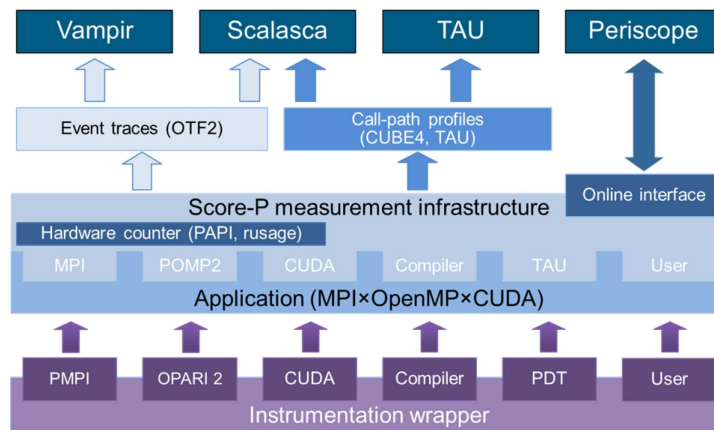 Vampir
Scalasca
TAU
Periscope
Event traces (OTF2)
Call-path profiles
(CUBE4, TAU)
Online interface
Score-P measurement infrastructure
Hardware counter (PAPI, rusage)
MPI
POMP2
CUDA
Compiler
TAU
User
Application (MPI×OpenMP×CUDA)
PMPI
OPARI 2
CUDA
Compiler
PDT
User
Instrumentation wrapper